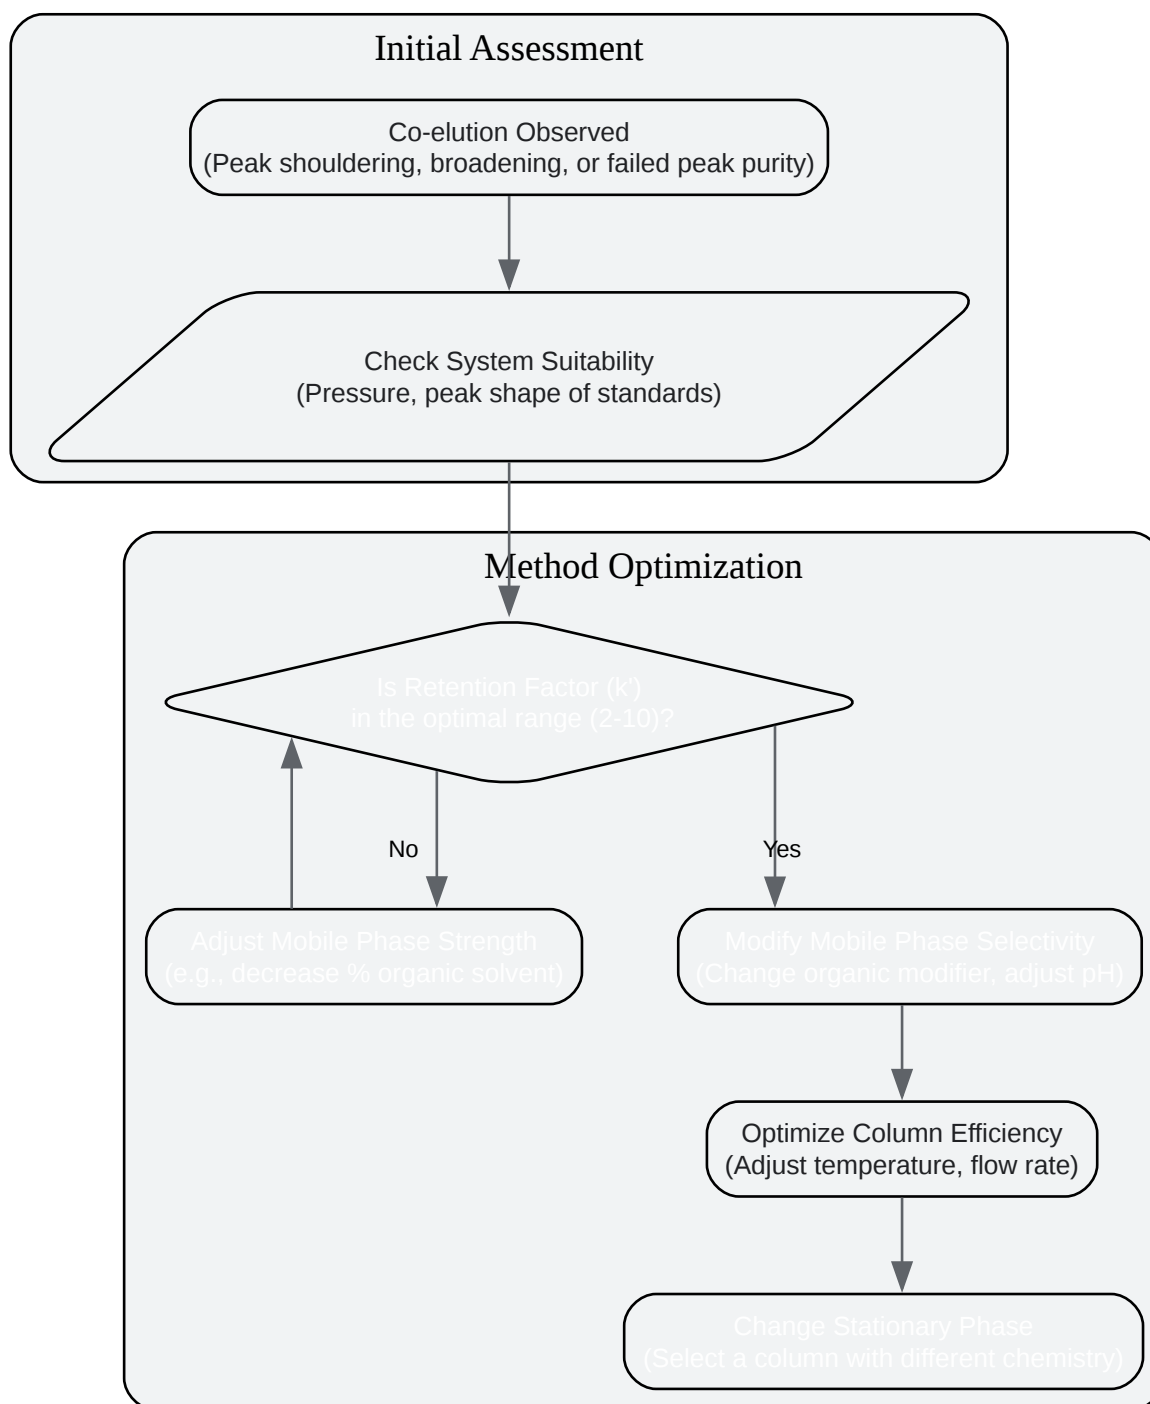 Initial Assessment
Co-elution Observed
(Peak shouldering, broadening, or failed peak purity)
Check System Suitability
(Pressure, peak shape of standards)
Method Optimization
Is Retention Factor (k')
in the optimal range (2-10)?
No
Yes
Adjust Mobile Phase Strength
(e.g., decrease % organic solvent)
Modify Mobile Phase Selectivity
(Change organic modifier, adjust pH)
Optimize Column Efficiency
(Adjust temperature, flow rate)
Change Stationary Phase
(Select a column with different chemistry)